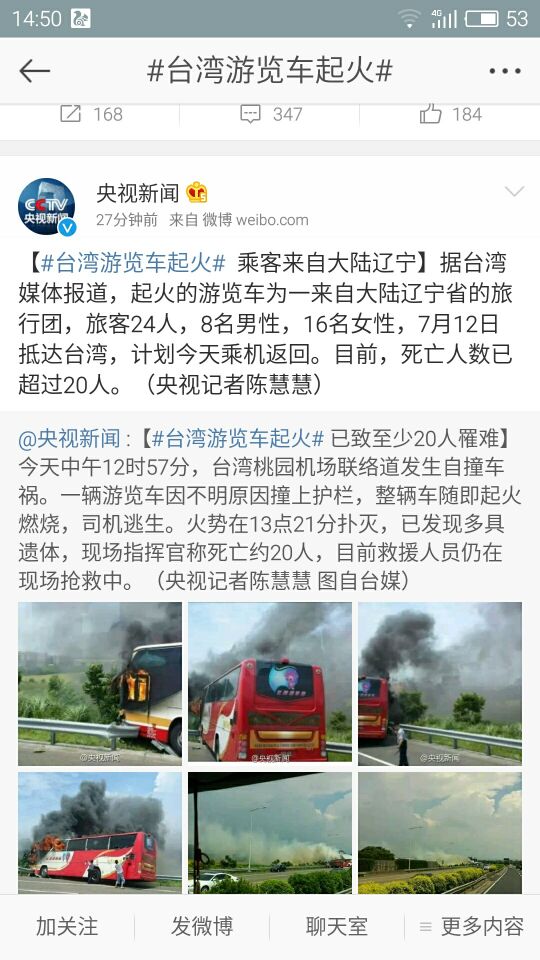 14:50
4G
53
#台湾游览车起火#
168
347
184
CCTV
央视新闻
央视新闻
27分钟前 来自 微博 weibo.com
【#台湾游览车起火# 乘客来自大陆辽宁】据台湾
媒体报道，起火的游览车为一来自大陆辽宁省的旅
行团，旅客24人，8名男性，16名女性，7月12日
抵达台湾，计划今天乘机返回。目前，死亡人数已
超过20人。（央视记者陈慧慧）
@央视新闻 :【#台湾游览车起火# 已致至少20人罹难】
今天中午12时57分，台湾桃园机场联络道发生自撞车
祸。一辆游览车因不明原因撞上护栏，整辆车随即起火
燃烧，司机逃生。火势在13点21分扑灭，已发现多具
遗体，现场指挥官称死亡约20人，目前救援人员仍在
现场抢救中。（央视记者陈慧慧 图自台媒）
@央视新闻
@央视新闻
@央视新闻
加关注
发微博
聊天室
更多内容